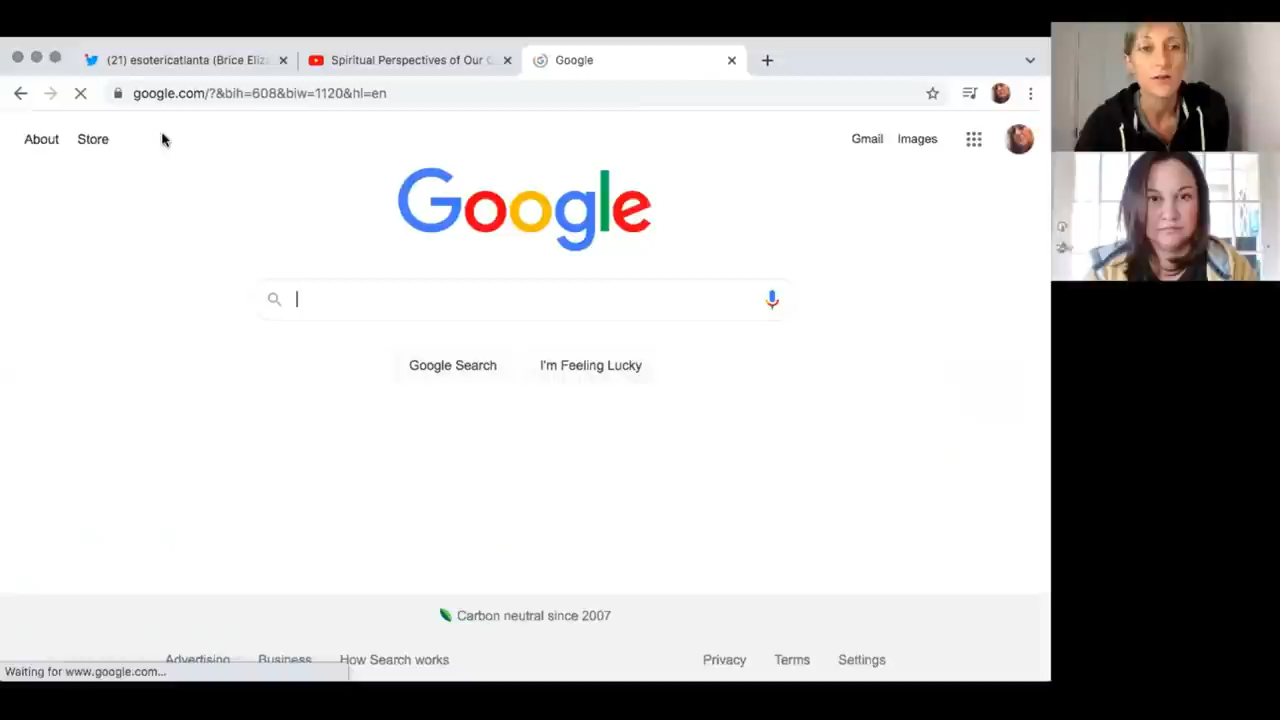 (21) esotericatlanta (Brice Eliza
Spiritual Perspectives of Our C
Google
google.com/?&bih=608&biw=1120&hl=en
About
Store
Gmail
Images
Google
Google Search
I'm Feeling Lucky
Carbon neutral since 2007
Advertising
Business
How Search works
Privacy
Terms
Settings
Waiting for www.google.com...